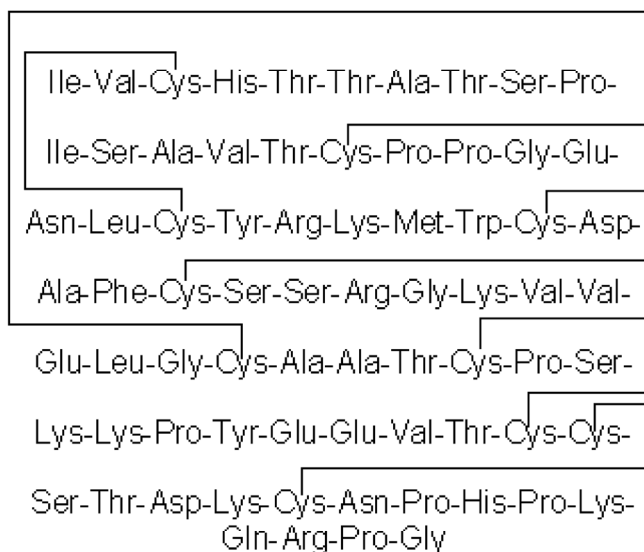 Ile-Val-Cys-His-Thr-Thr-Ala-Thr-Ser-Pro-
Ile-Ser-Ala-Val-Thr-Cys-Pro-Pro-Gly-Glu-
Asn-Leu-Cys-Tyr-Arg-Lys-Met-Trp-Cys-Asp-
Ala-Phe-Cys-Ser-Ser-Arg-Gly-Lys-Val-Val-
Glu-Leu-Gly-Cys-Ala-Ala-Thr-Cys-Pro-Ser-
Lys-Lys-Pro-Tyr-Glu-Glu-Val-Thr-Cys-Cys-
Ser-Thr-Asp-Lys-Cys-Asn-Pro-His-Pro-Lys-
Gln-Arg-Pro-Gly